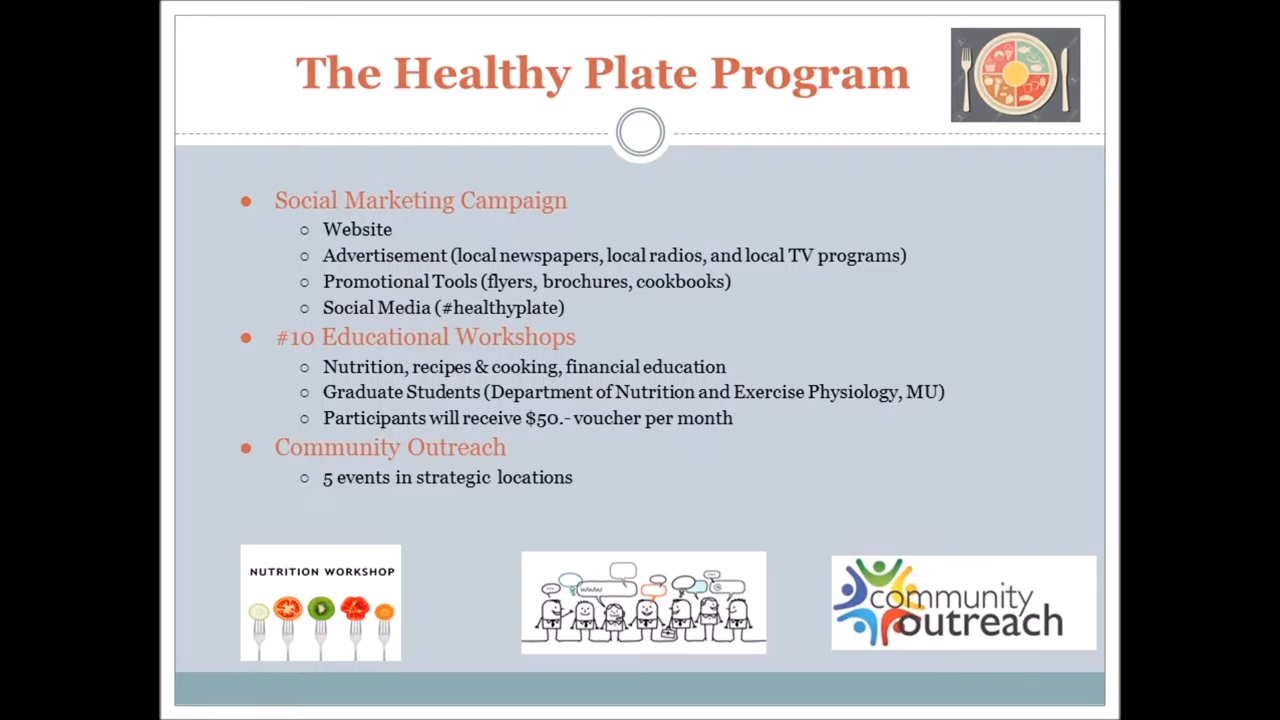 The Healthy Plate Program
● Social Marketing Campaign
○ Website
○ Advertisement (local newspapers, local radios, and local TV programs)
○ Promotional Tools (flyers, brochures, cookbooks)
○ Social Media (#healthyplate)
● #10 Educational Workshops
○ Nutrition, recipes & cooking, financial education
○ Graduate Students (Department of Nutrition and Exercise Physiology, MU)
○ Participants will receive $50.- voucher per month
● Community Outreach
○ 5 events in strategic locations
NUTRITION WORKSHOP
www
@
community
outreach